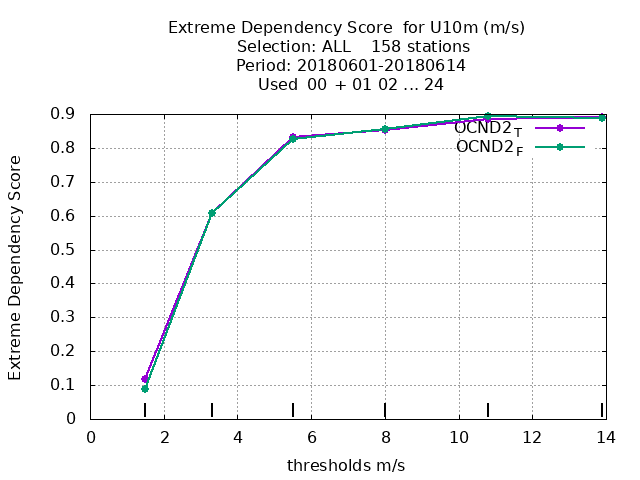 Extreme Dependency Score  for U10m (m/s)
Selection: ALL    158 stations
Period: 20180601-20180614
Used  00 + 01 02 ... 24
Extreme Dependency Score
0.9
0.8
0.7
0.6
0.5
0.4
0.3
0.2
0.1
0
OCND2T
OCND2F
0 2 4 6 8 10 12 14
thresholds m/s